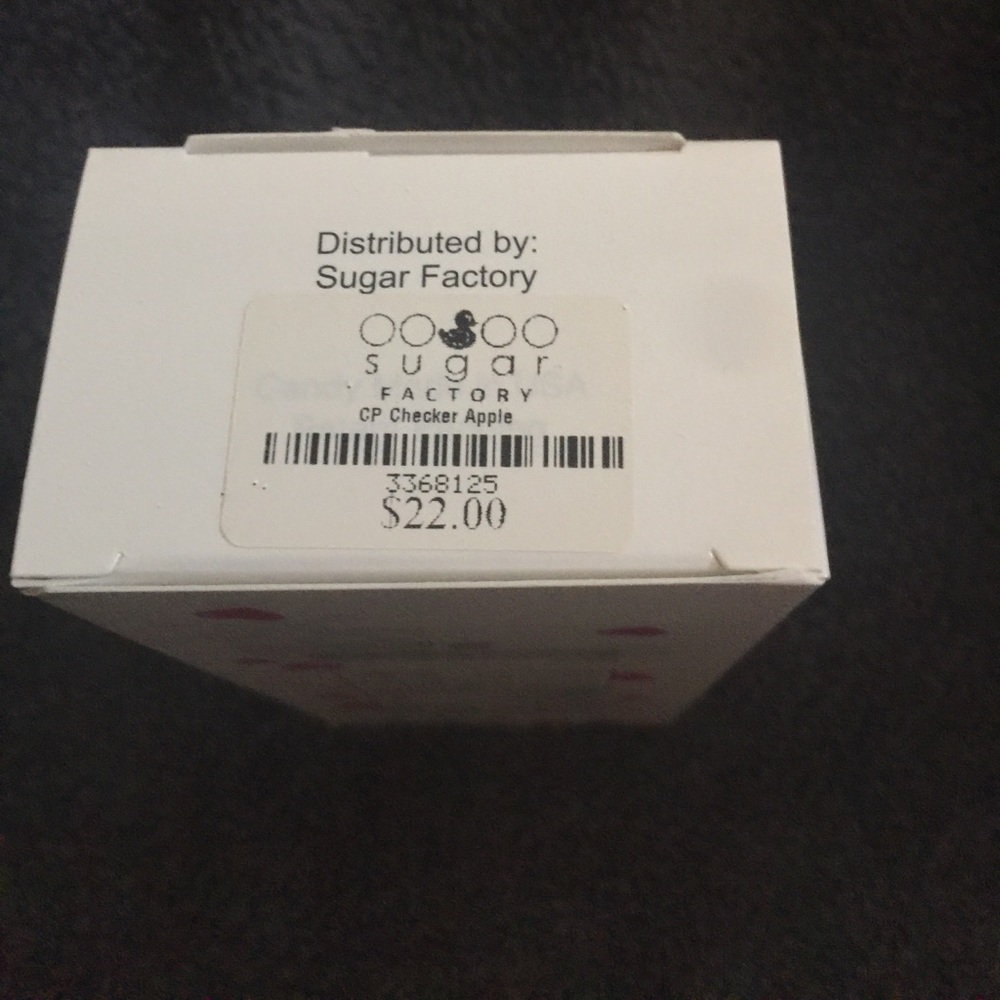 Distributed by:
Sugar Factory
sugar
FACTORY
CP Checker Apple
3368125
$22.00